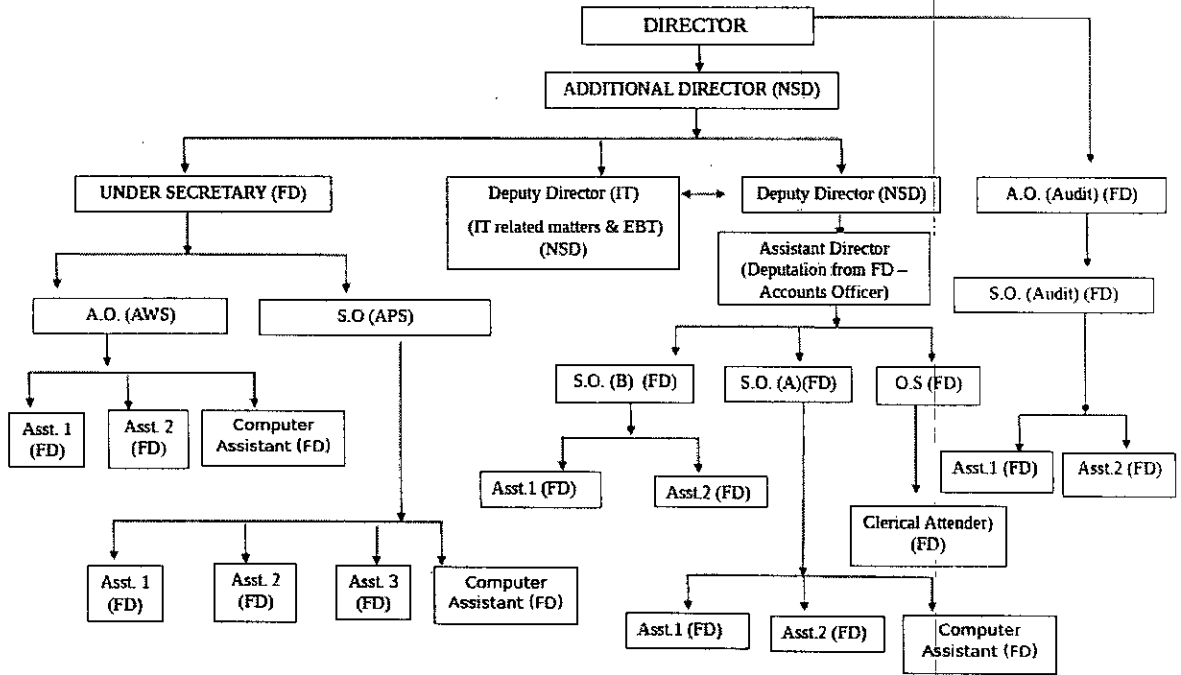 DIRECTOR
ADDITIONAL DIRECTOR (NSD)
UNDER SECRETARY (FD)
Deputy Director (IT)
(IT related matters & EBT)
(NSD)
Deputy Director (NSD)
A.O. (Audit) (FD)
Assistant Director
(Deputation from FD –
Accounts Officer)
S.O. (Audit) (FD)
A.O. (AWS)
S.O (APS)
S.O. (B) (FD)
S.O. (A)(FD)
O.S (FD)
Asst. 1
(FD)
Asst. 2
(FD)
Computer
Assistant (FD)
Asst.1 (FD)
Asst.2 (FD)
Asst.1 (FD)
Asst.2 (FD)
Clerical Attender)
(FD)
Asst. 1
(FD)
Asst. 2
(FD)
Asst. 3
(FD)
Computer
Assistant (FD)
Asst.1 (FD)
Asst.2 (FD)
Computer
Assistant (FD)